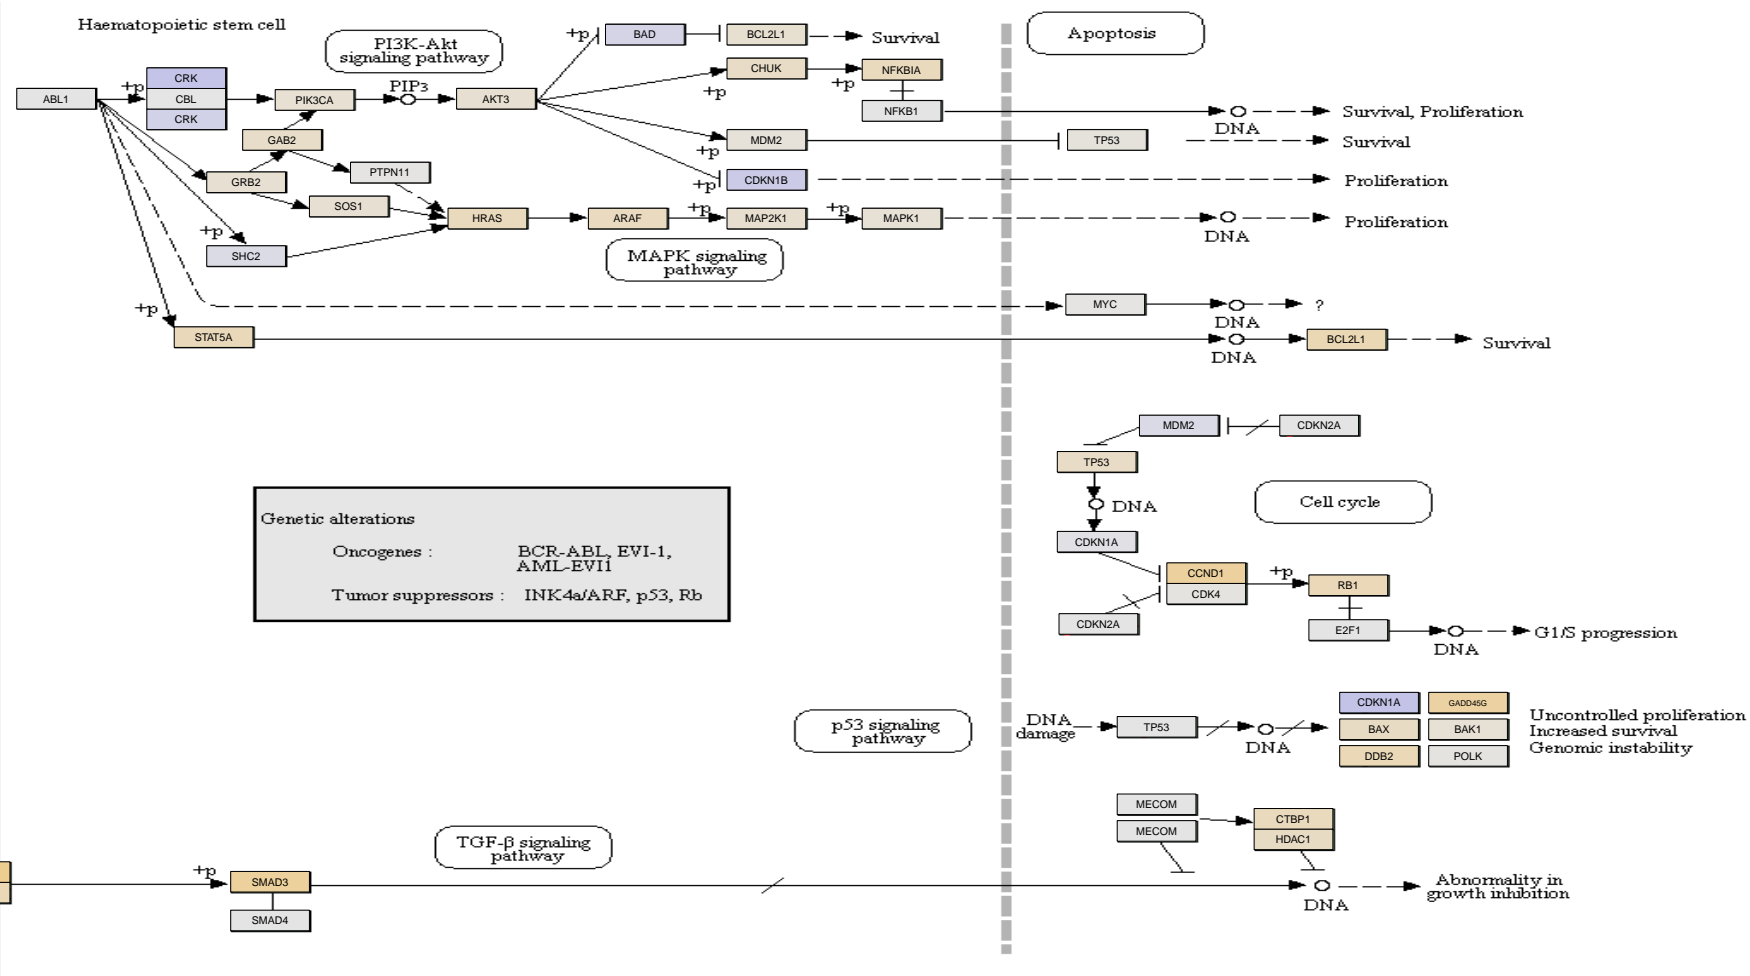 Haematopoietic stem cell
PI3K-Akt
signaling pathway
+p
BAD
BCL2L1
Survival
Apoptosis
CRK
CHUK
NFKBIA
+p
PIP3
+p
+p
ABL1
CBL
PIK3CA
AKT3
CRK
NFKB1
DNA
Survival, Proliferation
GAB2
MDM2
+p
TP53
Survival
PTPN11
GRB2
+p
CDKN1B
Proliferation
SOS1
HRAS
ARAF
+p
MAP2K1
+p
MAPK1
DNA
Proliferation
+p
SHC2
MAPK signaling
pathway
MYC
DNA
?
+p
STAT5A
DNA
BCL2L1
Survival
MDM2
CDKN2A
TP53
DNA
Cell cycle
Genetic alterations
Oncogenes :
BCR-ABL, EVI-1,
AML-EVI1
Tumor suppressors :
INK4a/ARF, p53, Rb
CDKN1A
CCND1
CDK4
+p
RB1
CDKN2A
E2F1
DNA
G1/S progression
p53 signaling
pathway
DNA
damage
TP53
DNA
CDKN1A
GADD45G
BAX
BAK1
DDB2
POLK
Uncontrolled proliferation
Increased survival
Genomic instability
MECOM
MECOM
CTBP1
HDAC1
TGF-β signaling
pathway
+p
SMAD3
SMAD4
DNA
Abnormality in
growth inhibition